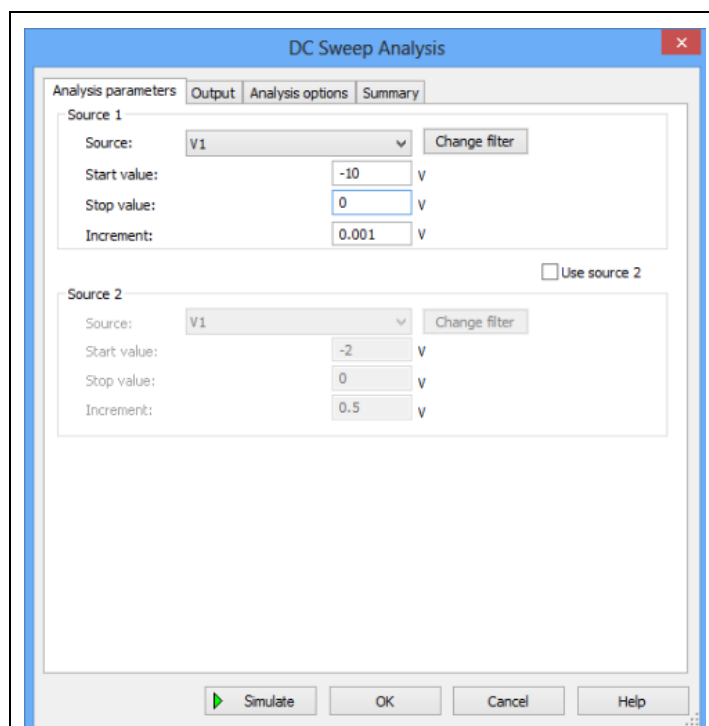 DC Sweep Analysis
Analysis parameters Output Analysis options Summary
Source 1
Source: V1 Change filter
Start value: -10 V
Stop value: 0 V
Increment: 0.001 V
Use source 2
Source 2
Source: V1 Change filter
Start value: -2 V
Stop value: 0 V
Increment: 0.5 V
Simulate OK Cancel Help